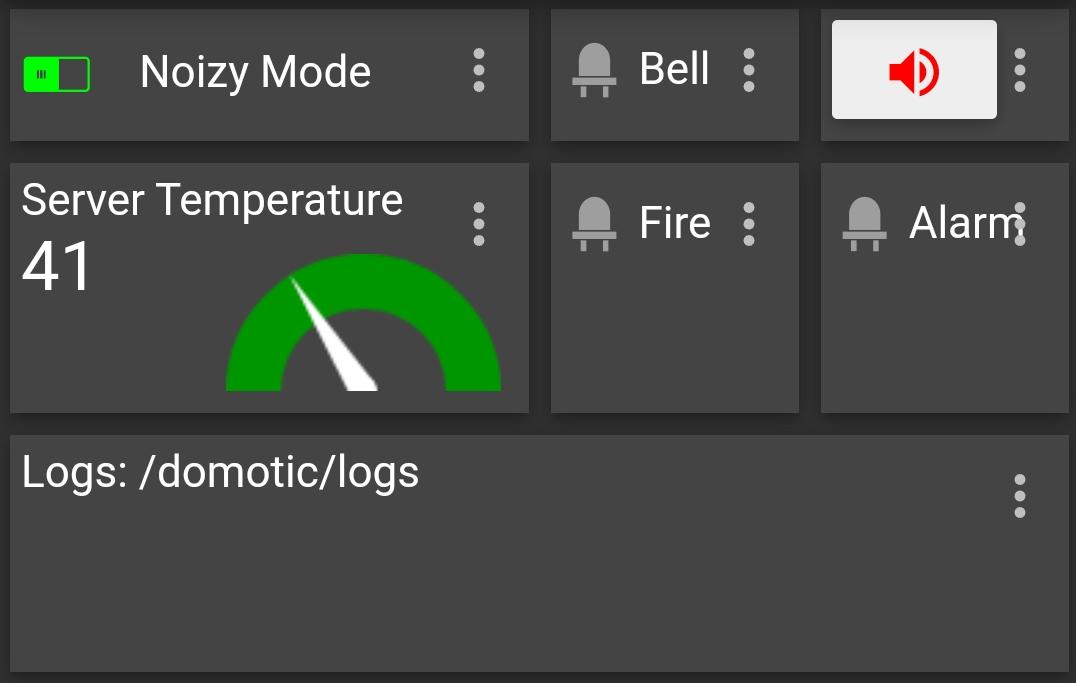 Noizy Mode
Bell
Server Temperature
41
Fire
Alarm
Logs: /domotic/logs